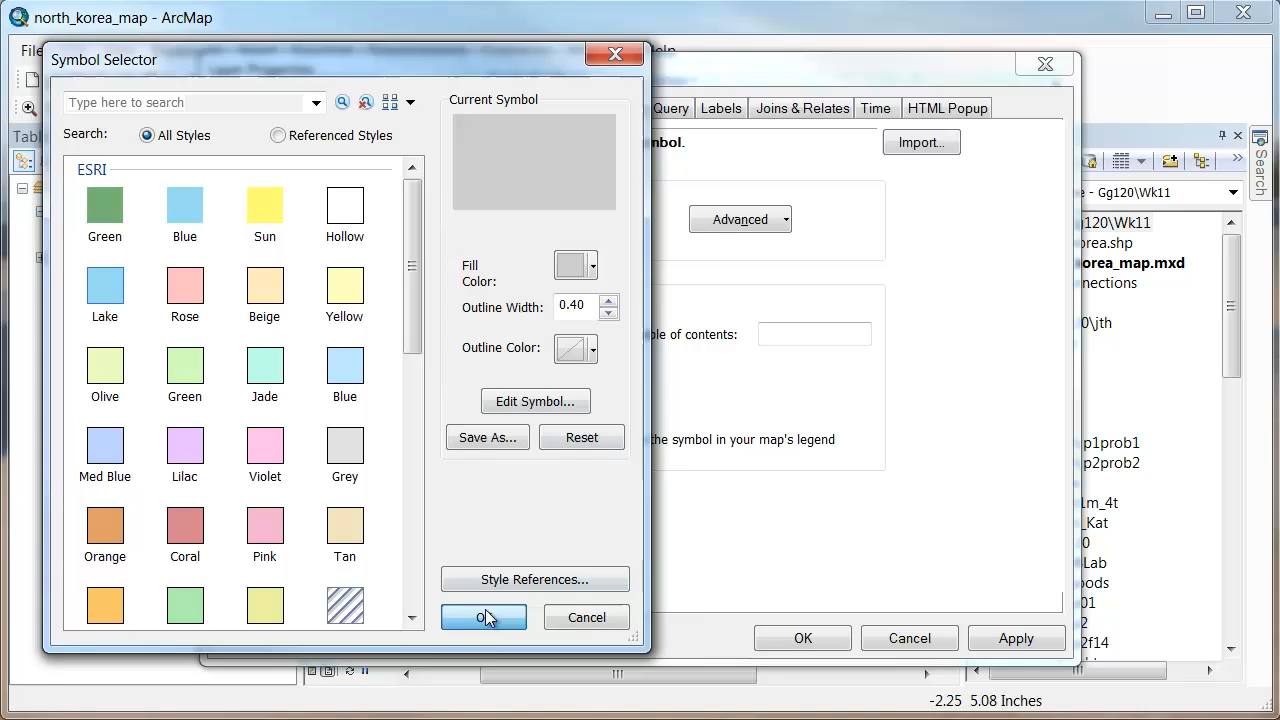 north_korea_map - ArcMap
File
Help
Symbol Selector
Type here to search
Search:
All Styles
Referenced Styles
ESRI
Green
Blue
Sun
Hollow
Lake
Rose
Beige
Yellow
Olive
Green
Jade
Blue
Med Blue
Lilac
Violet
Grey
Orange
Coral
Pink
Tan
Current Symbol
Fill
Color:
Outline Width:
0.40
Outline Color:
Edit Symbol...
Save As...
Reset
Style References...
Cancel
Query
Labels
Joins & Relates
Time
HTML Popup
mbol.
Import...
Advanced
ble of contents:
the symbol in your map's legend
OK
Cancel
Apply
Tabl
e - Gg120\Wk11
120\Wk11
orea.shp
orea_map.mxd
nnections
0\jth
p1prob1
p2prob2
1m_4t
_Kat
0
Lab
ods
01
2
2f14
Search
-2.25 5.08 Inches